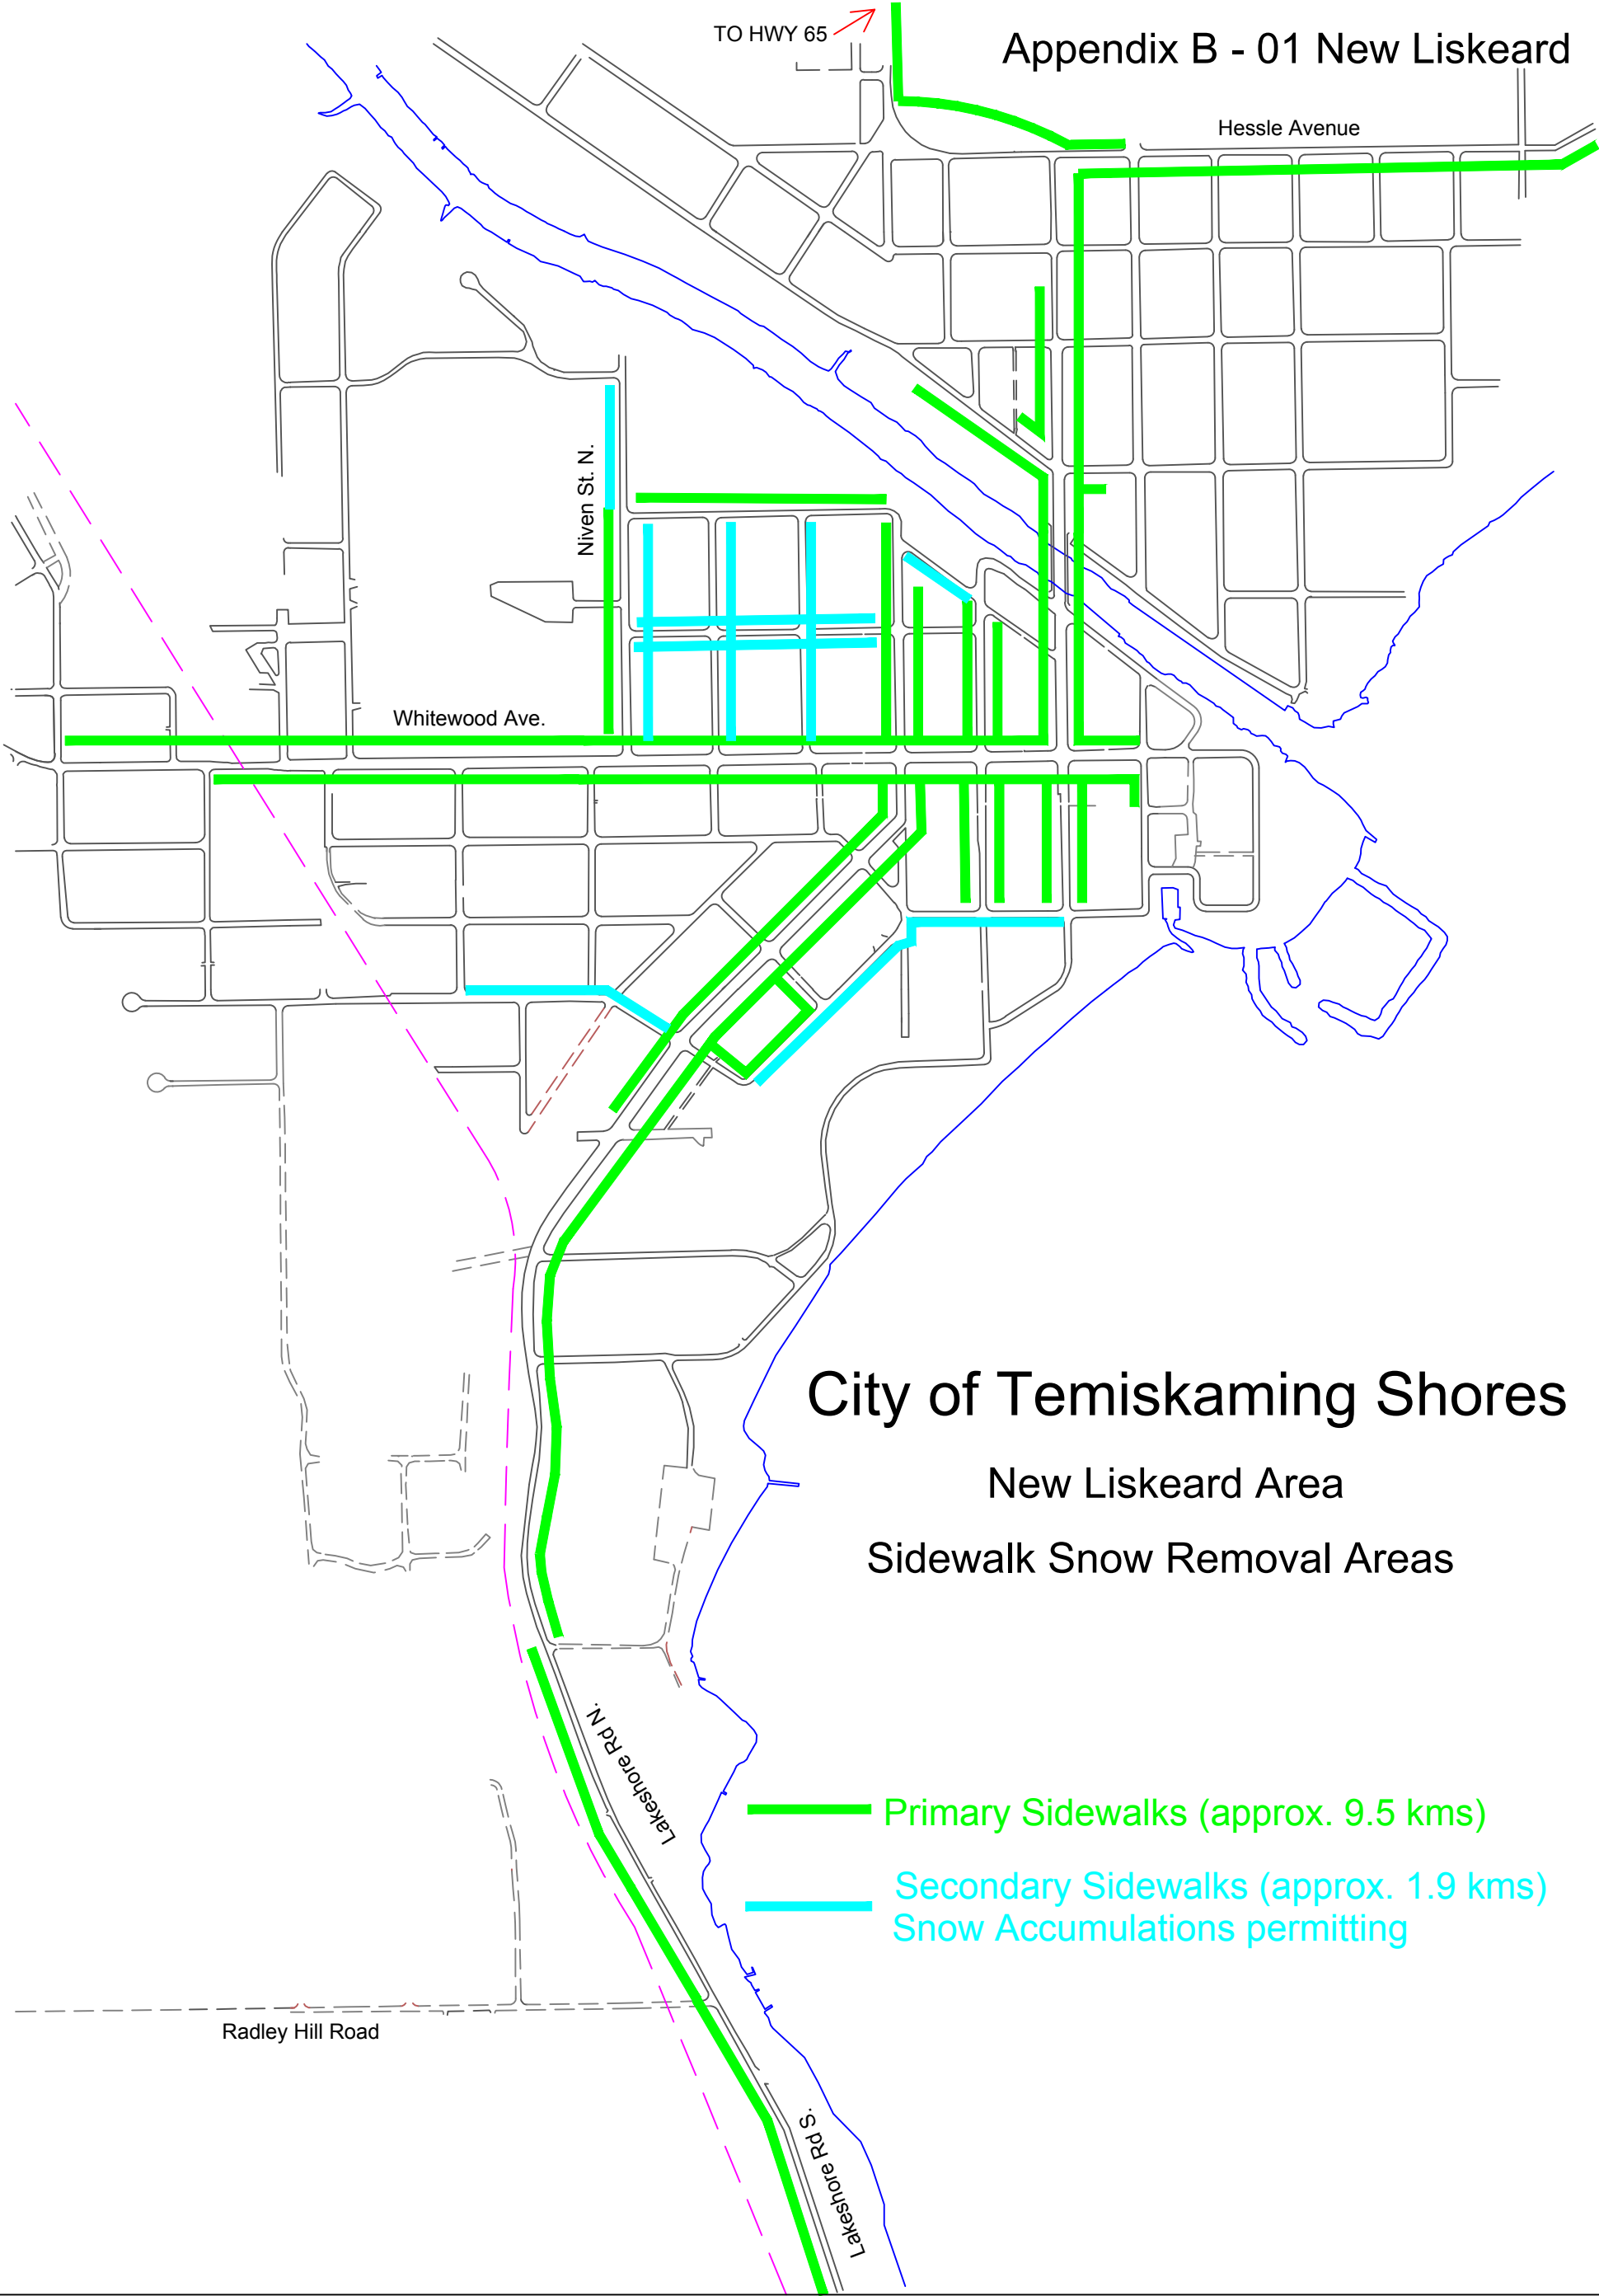 TO HWY 65
Appendix B - 01 New Liskeard
Hessle Avenue
Niven St. N.
Whitewood Ave.
City of Temiskaming Shores
New Liskeard Area
Sidewalk Snow Removal Areas
Lakeshore Rd N.
Primary Sidewalks (approx. 9.5 kms)
Secondary Sidewalks (approx. 1.9 kms)
Snow Accumulations permitting
Radley Hill Road
Lakeshore Rd S.